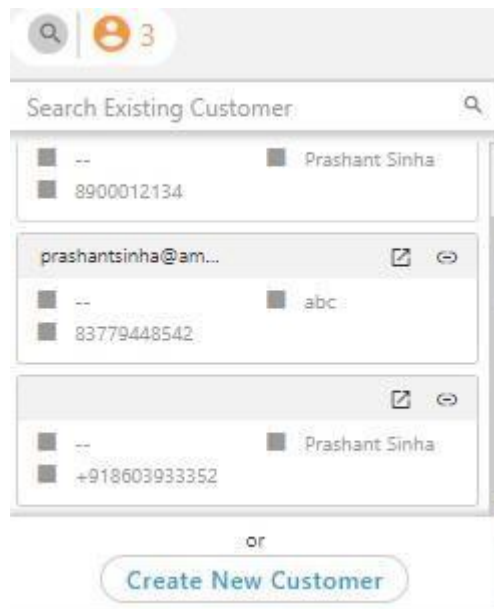 3
Search Existing Customer
-- Prashant Sinha
8900012134
prashantsinha@am...
-- abc
83779448542
-- Prashant Sinha
+918603933352
or
Create New Customer